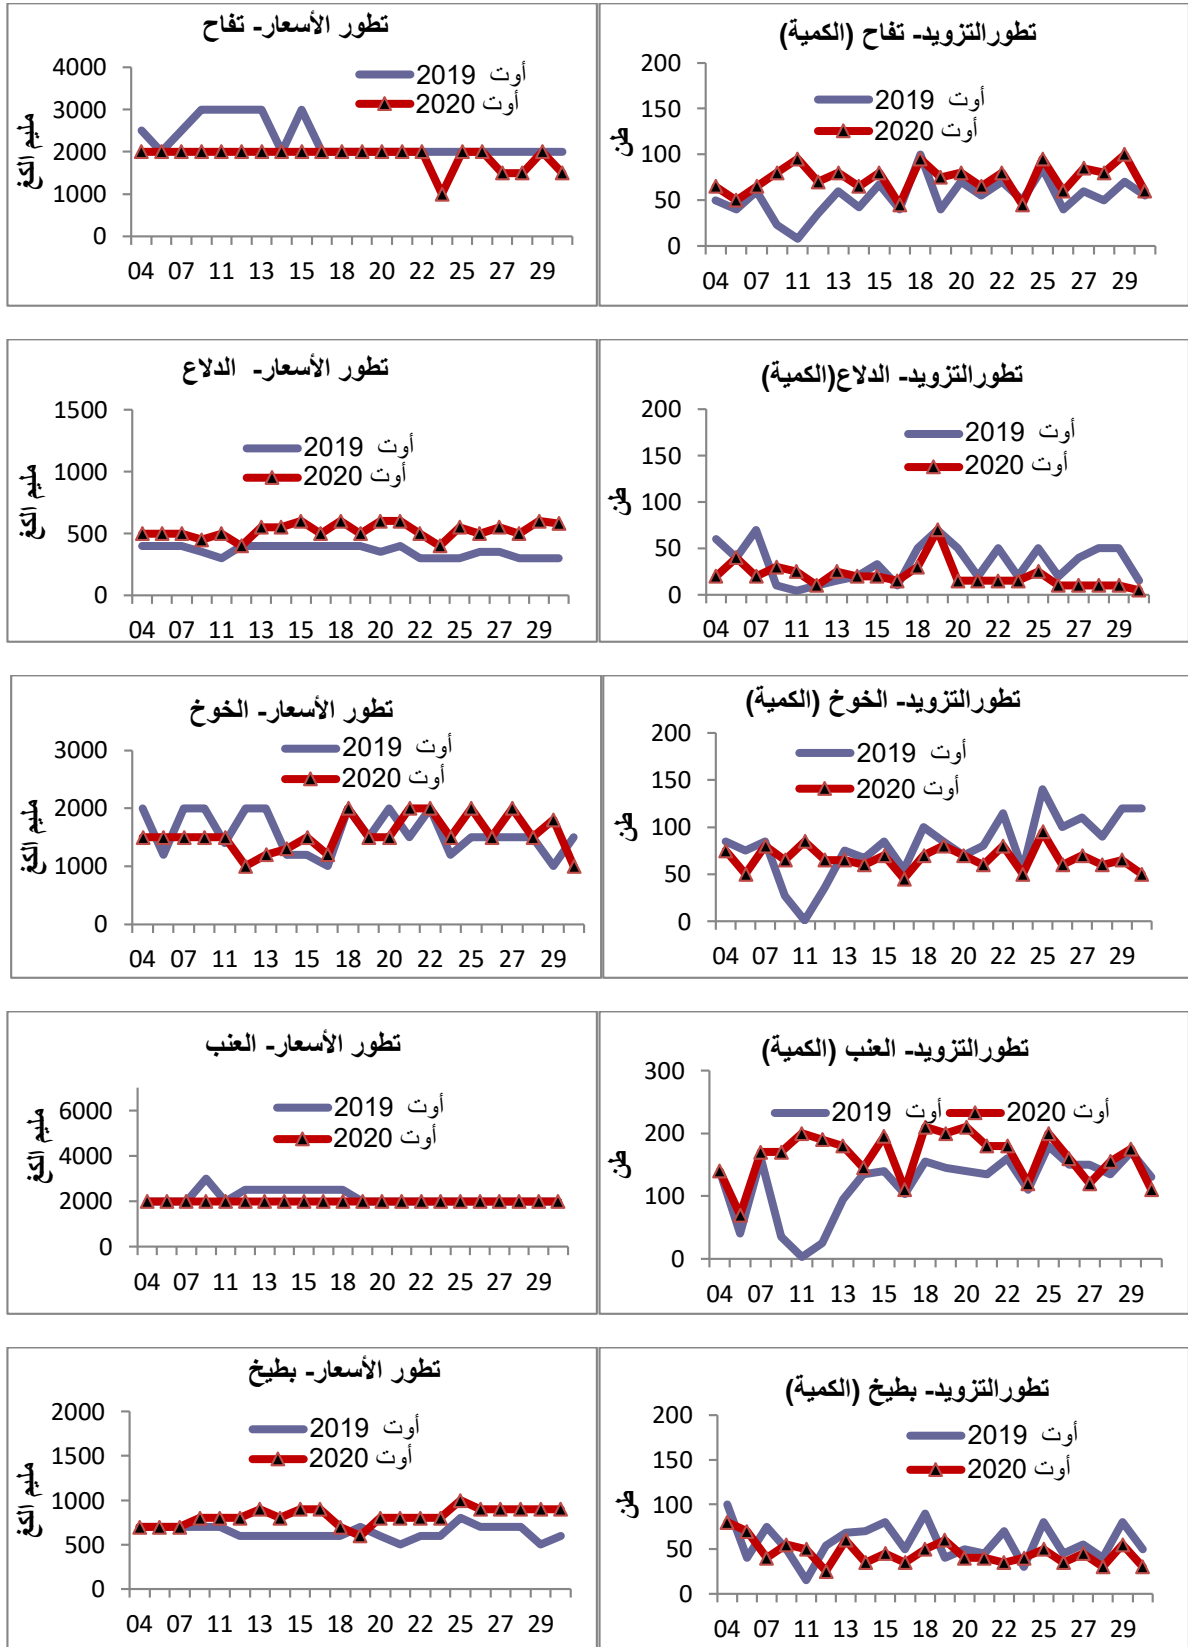 تطور الأسعار- تفاح
أوت 2019
أوت 2020
مليم الكغ
4000
3000
2000
1000
0
04 07 11 13 15 18 20 22 25 27 29
تطورالتزويد- تفاح (الكمية)
أوت 2019
أوت 2020
طن
200
150
100
50
0
04 07 11 13 15 18 20 22 25 27 29
تطور الأسعار- الدلاع
أوت 2019
أوت 2020
مليم الكغ
1500
1000
500
0
04 07 11 13 15 18 20 22 25 27 29
تطورالتزويد- الدلاع(الكمية)
أوت 2019
أوت 2020
طن
200
150
100
50
0
04 07 11 13 15 18 20 22 25 27 29
تطور الأسعار- الخوخ
أوت 2019
أوت 2020
مليم الكغ
3000
2000
1000
0
04 07 11 13 15 18 20 22 25 27 29
تطورالتزويد- الخوخ (الكمية)
أوت 2019
أوت 2020
طن
200
150
100
50
0
04 07 11 13 15 18 20 22 25 27 29
تطور الأسعار- العنب
أوت 2019
أوت 2020
مليم الكغ
6000
4000
2000
0
04 07 11 13 15 18 20 22 25 27 29
تطورالتزويد- العنب (الكمية)
أوت 2019
أوت 2020
طن
300
200
100
0
04 07 11 13 15 18 20 22 25 27 29
تطور الأسعار- بطيخ
أوت 2019
أوت 2020
مليم الكغ
2000
1500
1000
500
0
04 07 11 13 15 18 20 22 25 27 29
تطورالتزويد- بطيخ (الكمية)
أوت 2019
أوت 2020
طن
200
150
100
50
0
04 07 11 13 15 18 20 22 25 27 29